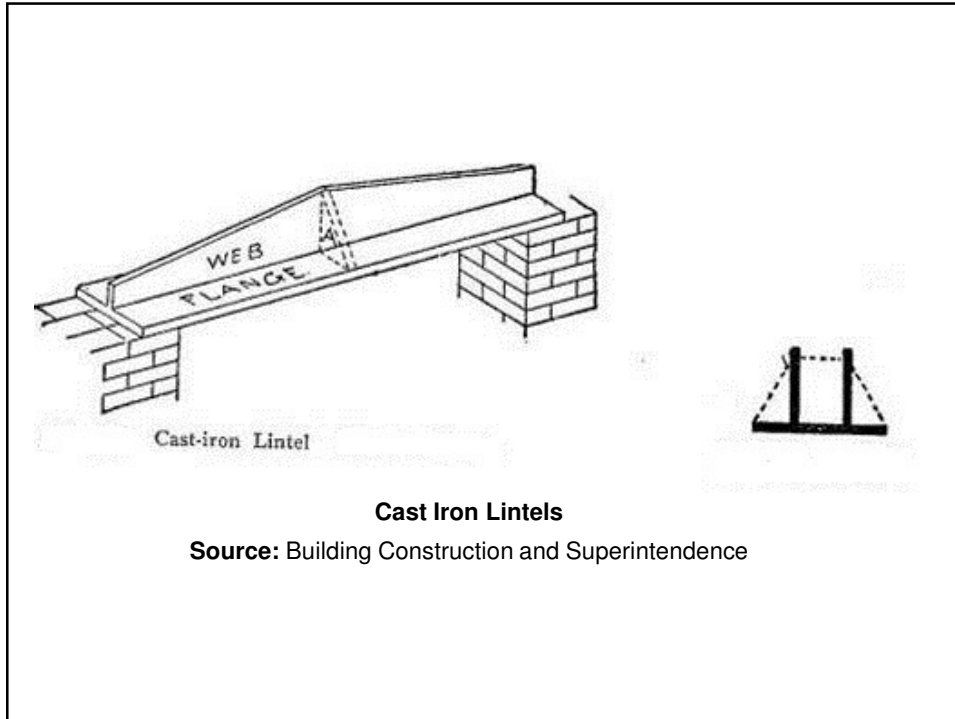 WEB
FLANGE
A
Cast-iron Lintel
Cast Iron Lintels
Source: Building Construction and Superintendence